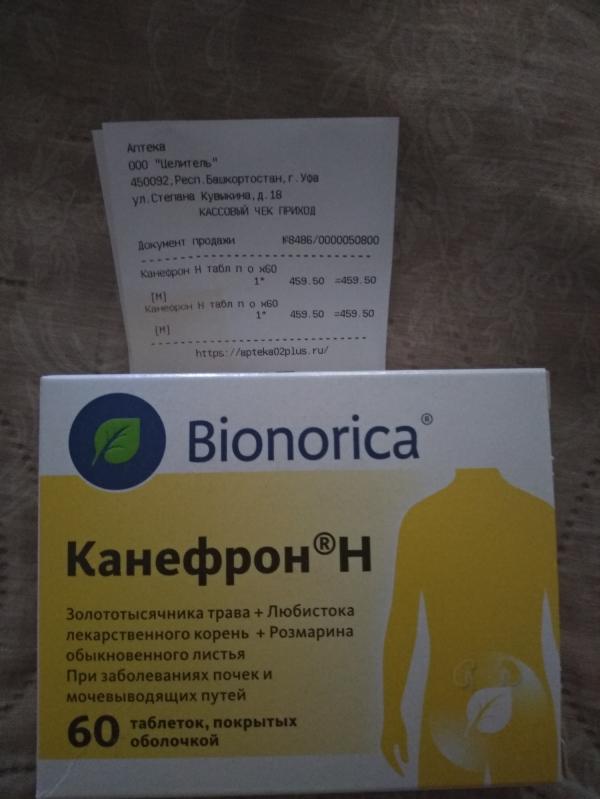 Аптека
ООО "Целитель"
450092,Респ.Башкортостан,г.Уфа
ул.Степана Кувыкина,д.18
КАССОВЫЙ ЧЕК ПРИХОД
Документ продажи №8486/0000050800
Канефрон Н табл п о х60
1* 459.50 =459.50
[М]
Канефрон Н табл п о х60
1* 459.50 =459.50
[М]
https://apteka02plus.ru/
Bionorica®
Канефрон®Н
Золототысячника трава + Любистока
лекарственного корень + Розмарина
обыкновенного листья
При заболеваниях почек и
мочевыводящих путей
60 таблеток, покрытых
оболочкой